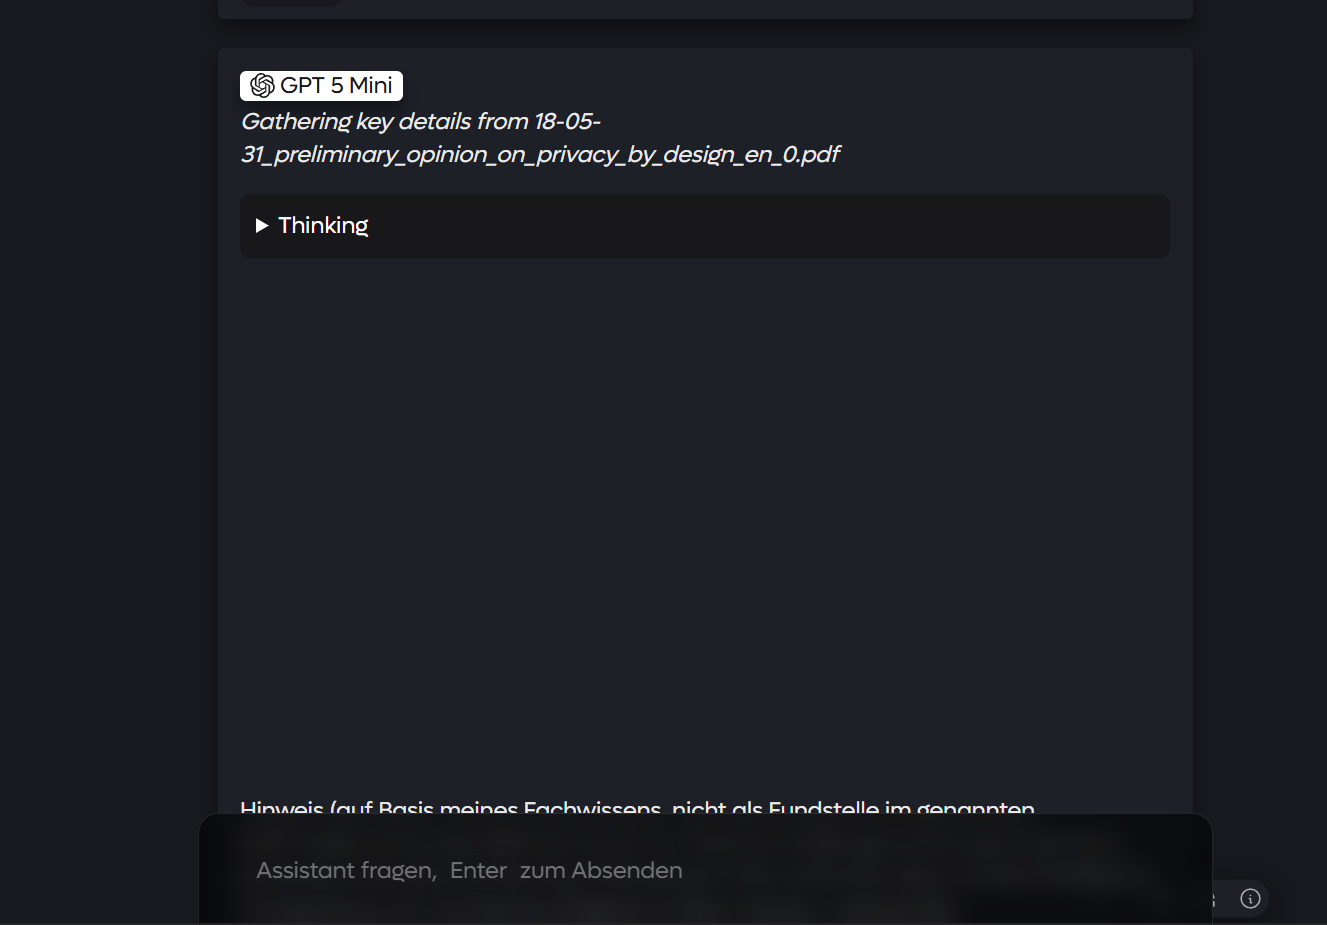 GPT 5 Mini
Gathering key details from 18-05-
31_preliminary_opinion_on_privacy_by_design_en_0.pdf
Thinking
Hinweis (auf Basis meines Fachwissens, nicht als Fundstelle im genannten
Assistant fragen, Enter zum Absenden